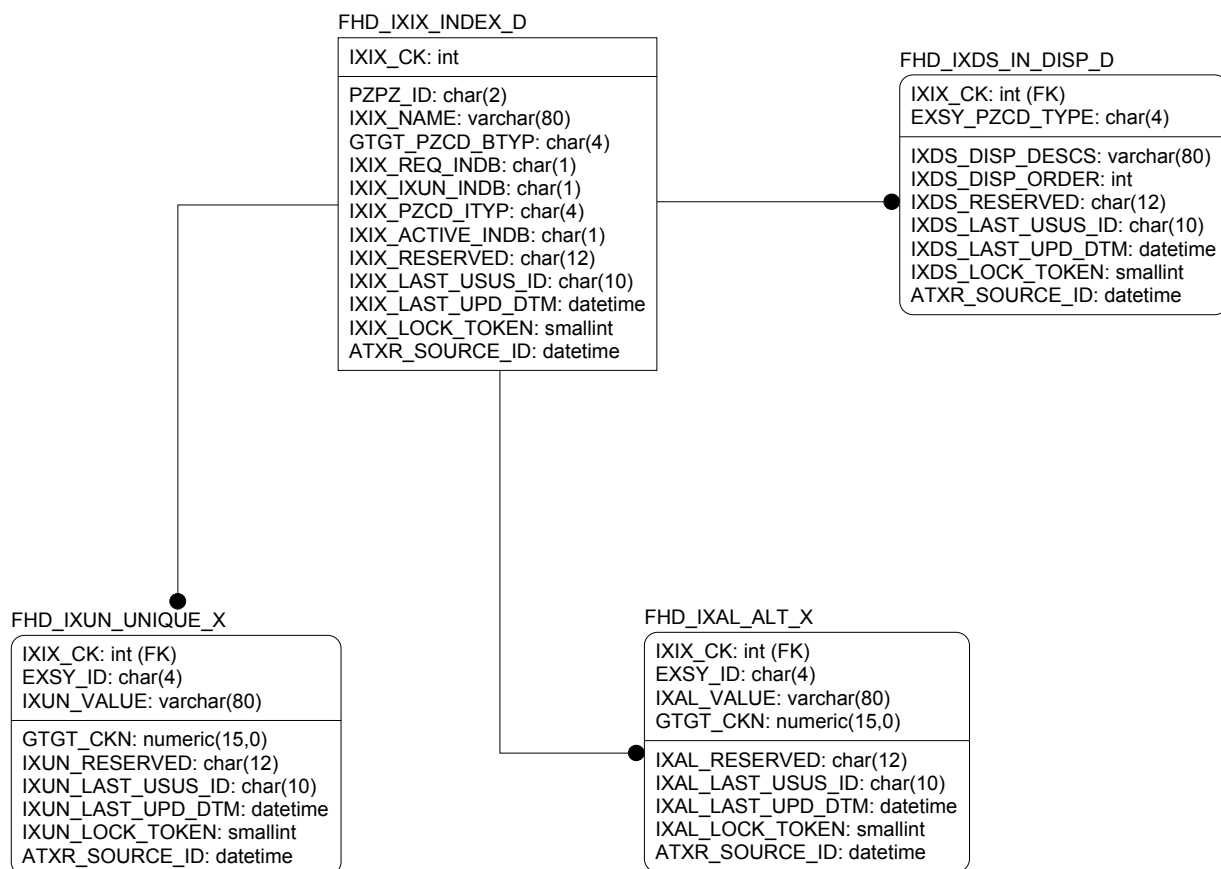 FHD_IXIX_INDEX_D
IXIX_CK: int
PZPZ_ID: char(2)
IXIX_NAME: varchar(80)
GTGT_PZCD_BTYP: char(4)
IXIX_REQ_INDB: char(1)
IXIX_IXUN_INDB: char(1)
IXIX_PZCD_ITYP: char(4)
IXIX_ACTIVE_INDB: char(1)
IXIX_RESERVED: char(12)
IXIX_LAST_USUS_ID: char(10)
IXIX_LAST_UPD_DTM: datetime
IXIX_LOCK_TOKEN: smallint
ATXR_SOURCE_ID: datetime
FHD_IXDS_IN_DISP_D
IXIX_CK: int (FK)
EXSY_PZCD_TYPE: char(4)
IXDS_DISP_DESCS: varchar(80)
IXDS_DISP_ORDER: int
IXDS_RESERVED: char(12)
IXDS_LAST_USUS_ID: char(10)
IXDS_LAST_UPD_DTM: datetime
IXDS_LOCK_TOKEN: smallint
ATXR_SOURCE_ID: datetime
FHD_IXUN_UNIQUE_X
IXIX_CK: int (FK)
EXSY_ID: char(4)
IXUN_VALUE: varchar(80)
GTGT_CKN: numeric(15,0)
IXUN_RESERVED: char(12)
IXUN_LAST_USUS_ID: char(10)
IXUN_LAST_UPD_DTM: datetime
IXUN_LOCK_TOKEN: smallint
ATXR_SOURCE_ID: datetime
FHD_IXAL_ALT_X
IXIX_CK: int (FK)
EXSY_ID: char(4)
IXAL_VALUE: varchar(80)
GTGT_CKN: numeric(15,0)
IXAL_RESERVED: char(12)
IXAL_LAST_USUS_ID: char(10)
IXAL_LAST_UPD_DTM: datetime
IXAL_LOCK_TOKEN: smallint
ATXR_SOURCE_ID: datetime